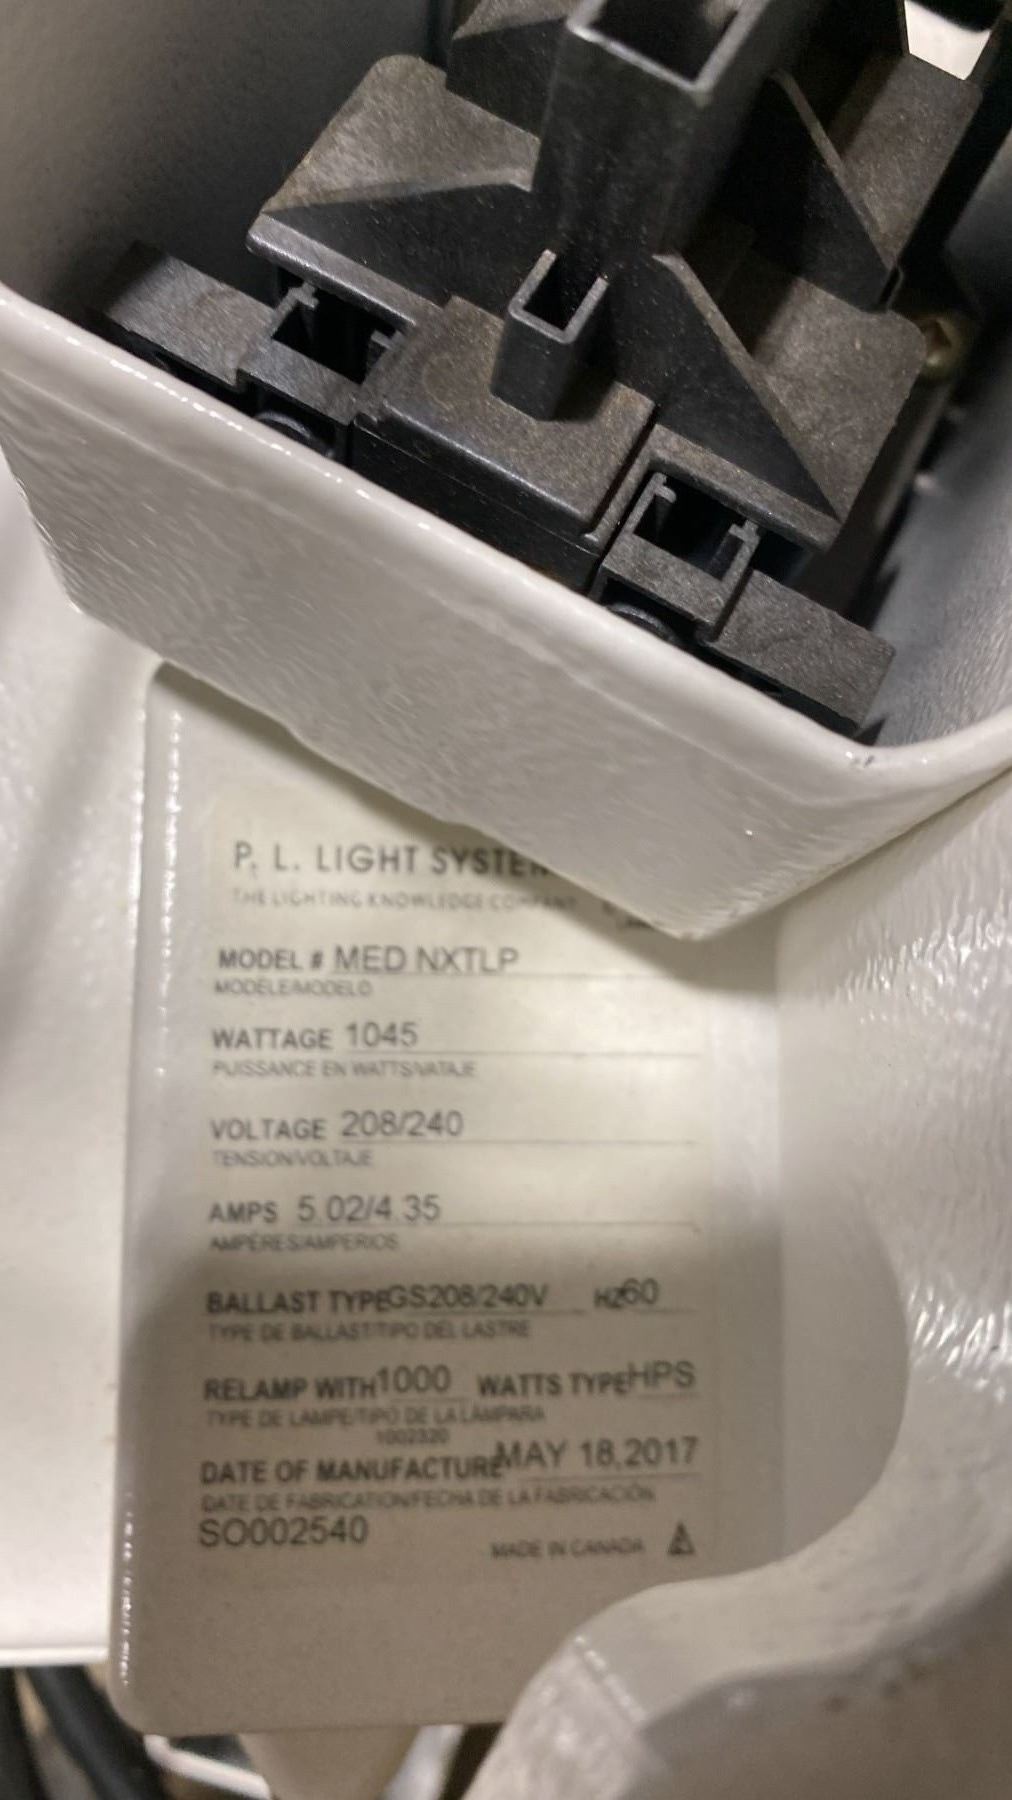 P. L. LIGHT SYSTEM
THE LIGHTING KNOWLEDGE COMPANY
MODEL # MED NXTLP
MODÈLE/MODELO
WATTAGE 1045
PUISSANCE EN WATTS/VATAJE
VOLTAGE 208/240
TENSION/VOLTAJE
AMPS 5.02/4.35
AMPÈRES/AMPERIOS
BALLAST TYPE GS208/240V HZ 60
TYPE DE BALLAST/TIPO DEL LASTRE
RELAMP WITH 1000 WATTS TYPE HPS
TYPE DE LAMPE/TIPO DE LA LÁMPARA
1002320
DATE OF MANUFACTURE MAY 18,2017
DATE DE FABRICATION/FECHA DE LA FABRICACIÓN
SO002540
MADE IN CANADA